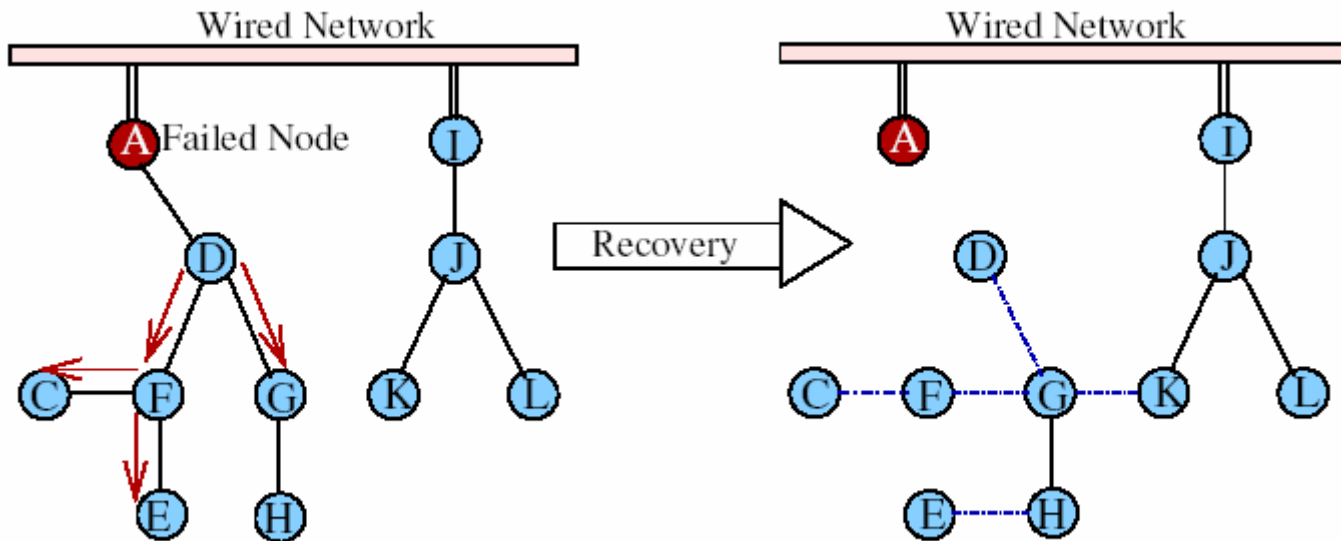 Wired Network
Wired Network
A Failed Node
I
A
I
D
J
Recovery
D
J
C F G K L
C F G K L
E H
E H